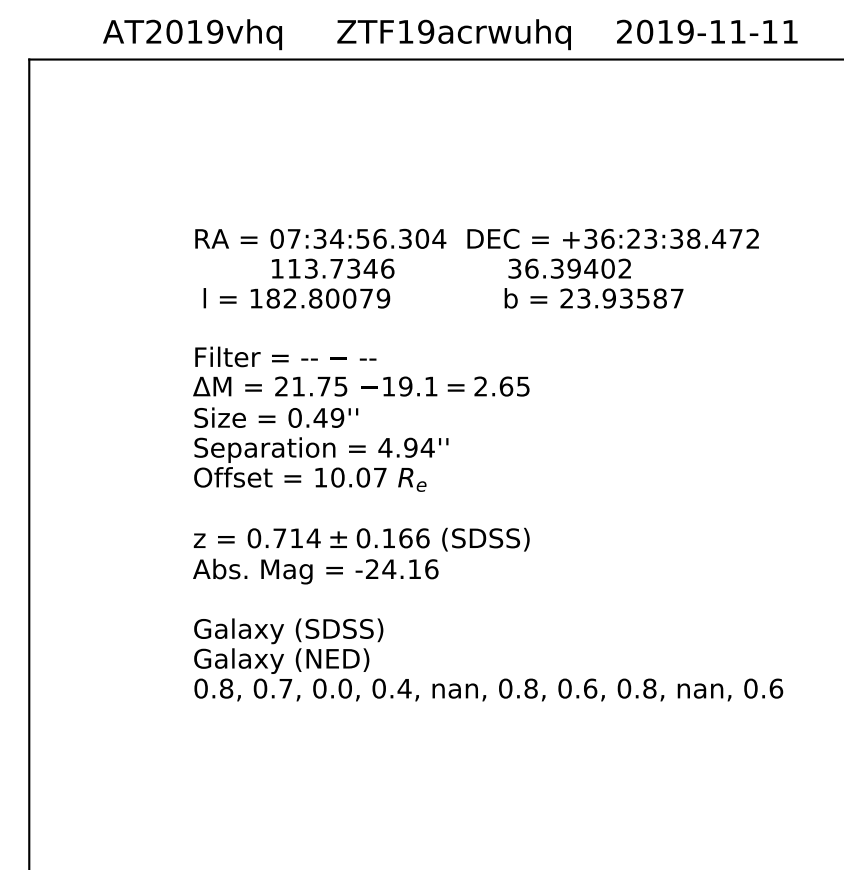 AT2019vhq ZTF19acrwuhq 2019-11-11
RA = 07:34:56.304 DEC = +36:23:38.472
113.7346 36.39402
l = 182.80079 b = 23.93587
Filter = -- − --
ΔM = 21.75 −19.1 = 2.65
Size = 0.49''
Separation = 4.94''
Offset = 10.07 Re
z = 0.714 ± 0.166 (SDSS)
Abs. Mag = -24.16
Galaxy (SDSS)
Galaxy (NED)
0.8, 0.7, 0.0, 0.4, nan, 0.8, 0.6, 0.8, nan, 0.6